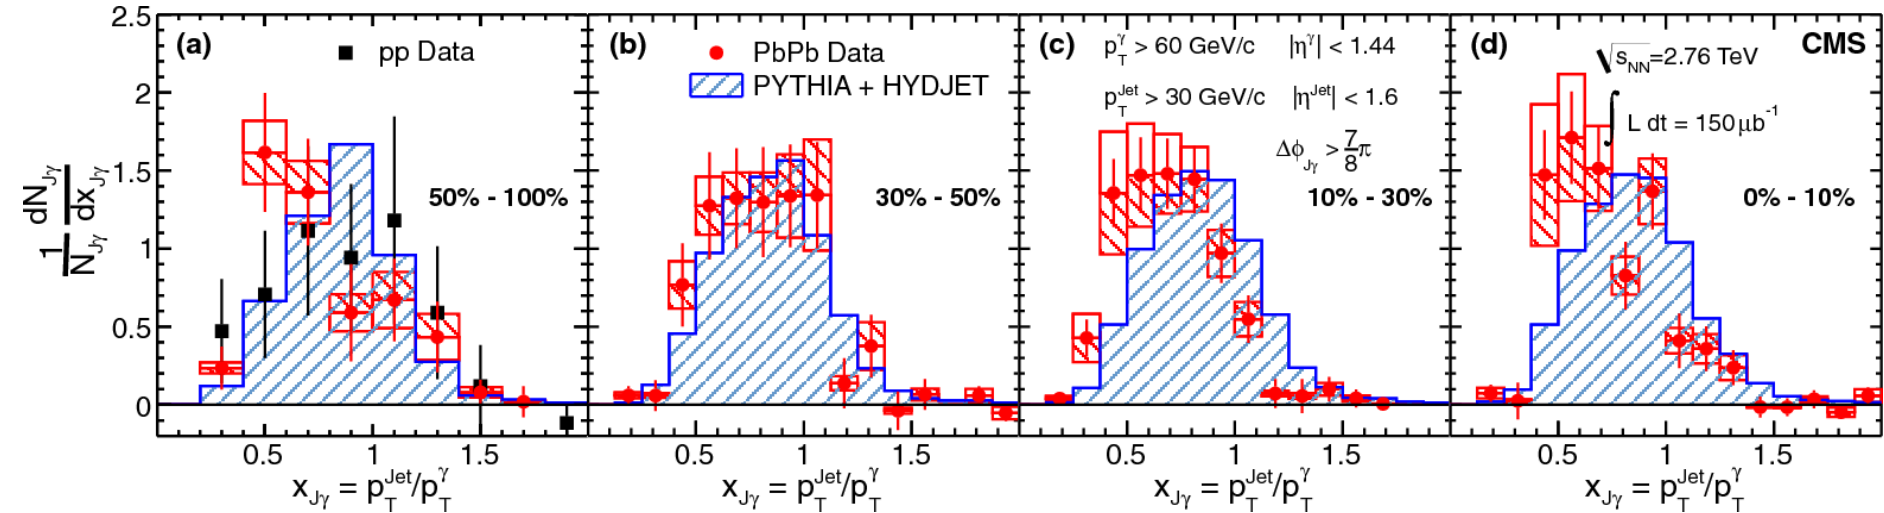 1/N_Jγ dN_Jγ/dx_Jγ
2.5
2
1.5
1
0.5
0
(a)
pp Data
50% - 100%
0.5 1 1.5
x_Jγ = p_T^Jet/p_T^γ
(b)
PbPb Data
PYTHIA + HYDJET
30% - 50%
0.5 1 1.5
x_Jγ = p_T^Jet/p_T^γ
(c)
p_T^γ > 60 GeV/c |η^γ| < 1.44
p_T^Jet > 30 GeV/c |η^Jet| < 1.6
Δϕ_Jγ > 7/8 π
10% - 30%
0.5 1 1.5
x_Jγ = p_T^Jet/p_T^γ
(d) CMS
√s_NN=2.76 TeV
∫ L dt = 150 μb^-1
0% - 10%
0.5 1 1.5
x_Jγ = p_T^Jet/p_T^γ